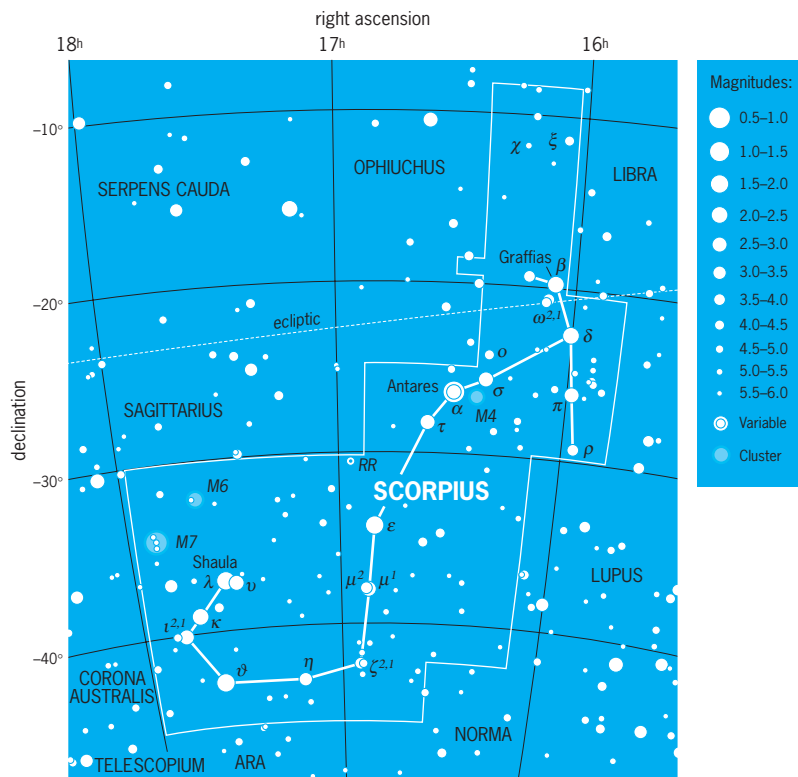 right ascension
18h 17h 16h
declination
–10°
–20°
–30°
–40°
OPHIUCHUS
SERPENS CAUDA
LIBRA
χ ξ
Graffias β
ω2,1
ecliptic
δ
ο
Antares
α σ
M4
π
τ
ρ
SAGITTARIUS
RR
M6
SCORPIUS
M7
ε
Shaula
λ υ
μ2 μ1
κ
ι2,1
LUPUS
ϑ η ζ2,1
CORONA
AUSTRALIS
NORMA
TELESCOPIUM
ARA
Magnitudes:
0.5–1.0
1.0–1.5
1.5–2.0
2.0–2.5
2.5–3.0
3.0–3.5
3.5–4.0
4.0–4.5
4.5–5.0
5.0–5.5
5.5–6.0
Variable
Cluster